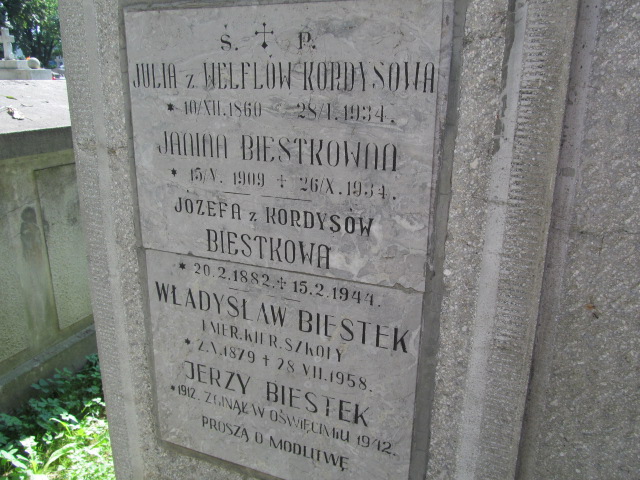 Ś. † P.
JULIA z WELFLÓW KORDYSOWA
* 10/XII.1860 † 28/I.1934.
JANINA BIESTKÓWNA
* 15/V. 1909 ÷ 26/X.1934.
JÓZEFA z KORDYSÓW
BIESTKOWA
* 20.2.1882. † 15.2.1944.
WŁADYSŁAW BIESTEK
EMER. KIER. SZKOŁY
* 2.V.1879 † 28 VII.1958.
JERZY BIESTEK
*1912. ZGINĄŁ W OŚWIĘCIMIU 1942.
PROSZĄ O MODLITWĘ